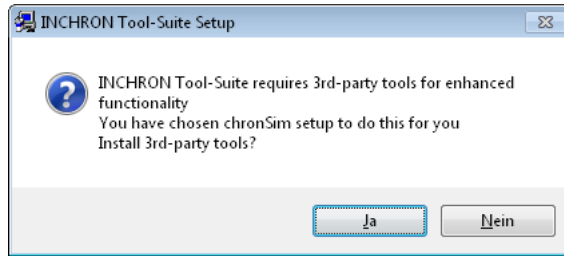 INCHRON Tool-Suite Setup
INCHRON Tool-Suite requires 3rd-party tools for enhanced
functionality
You have chosen chronSim setup to do this for you
Install 3rd-party tools?
Ja
Nein